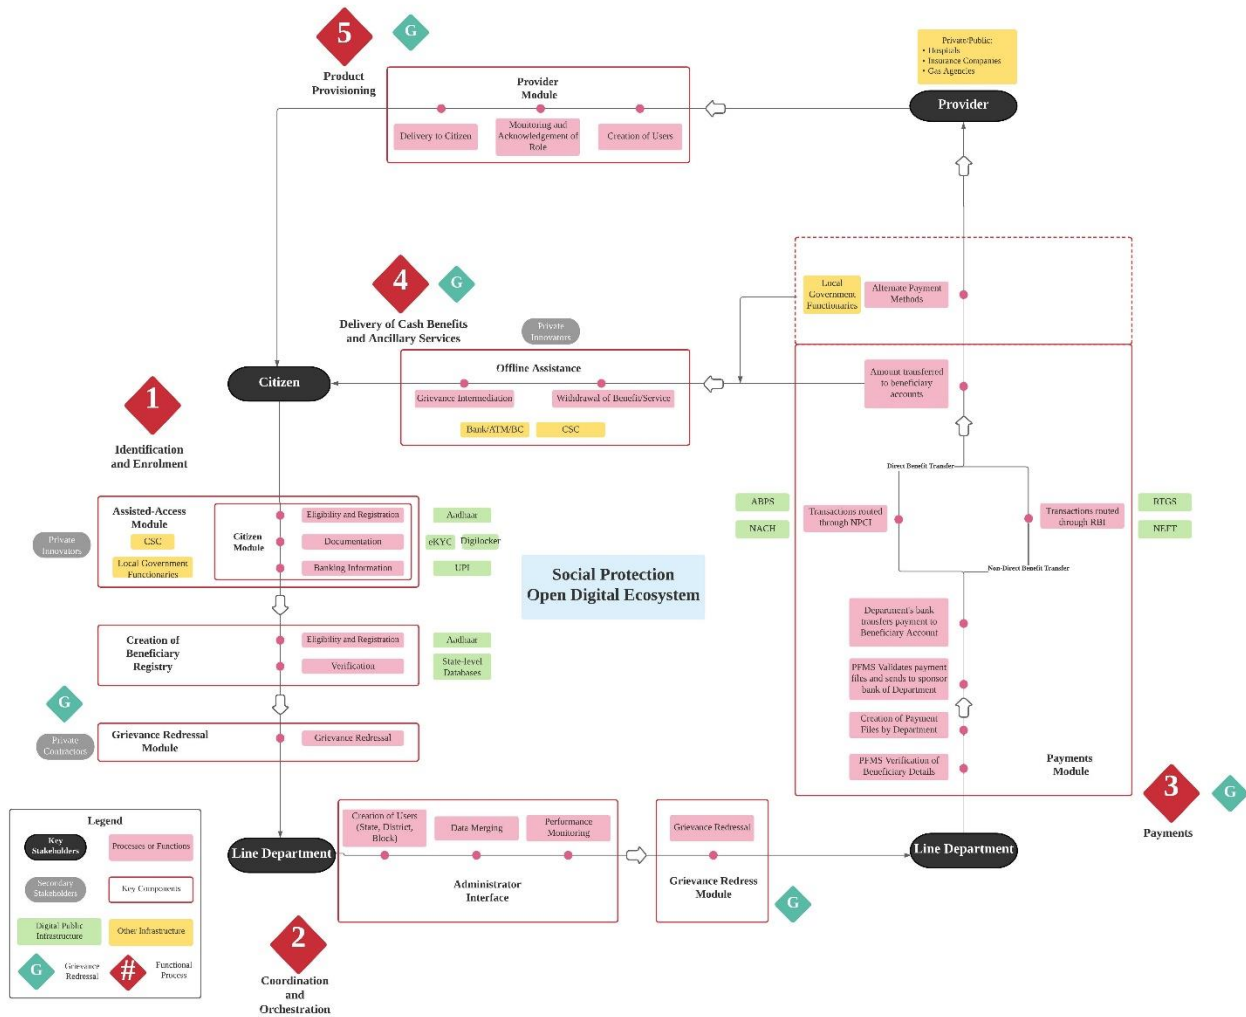 5
G
Product
Provisioning
Provider
Module
Delivery to Citizen
Monitoring and
Acknowledgement of
Role
Creation of Users
Private/Public:
• Hospitals
• Insurance Companies
• Gas Agencies
Provider
4
G
Delivery of Cash Benefits
and Ancillary Services
Private
Innovators
Offline Assistance
Grievance Intermediation
Withdrawal of Benefit/Service
Bank/ATM/BC
CSC
Local
Government
Functionaries
Alternate Payment
Methods
Amount transferred
to beneficiary
accounts
Citizen
1
Identification
and Enrolment
Assisted-Access
Module
CSC
Local Government
Functionaries
Private
Innovators
Citizen
Module
Eligibility and Registration
Documentation
Banking Information
Aadhaar
eKYC
Digilocker
UPI
Social Protection
Open Digital Ecosystem
Direct Benefit Transfer
ABPS
NACH
Transactions routed
through NPCI
Transactions routed
through RBI
RTGS
NEFT
Non-Direct Benefit Transfer
Department's bank
transfers payment to
Beneficiary Account
PFMS Validates payment
files and sends to sponsor
bank of Department
Creation of Payment
Files by Department
PFMS Verification of
Beneficiary Details
Payments
Module
3
G
Payments
Creation of
Beneficiary
Registry
Eligibility and Registration
Verification
Aadhaar
State-level
Databases
G
Private
Contractors
Grievance Redressal
Module
Grievance Redressal
Line Department
Creation of Users
(State, District,
Block)
Data Merging
Performance
Monitoring
Administrator
Interface
Grievance Redressal
Grievance Redress
Module
G
Line Department
2
Coordination
and
Orchestration
Legend
Key
Stakeholders
Processes or Functions
Secondary
Stakeholders
Key Components
Digital Public
Infrastructure
Other Infrastructure
G
Grievance
Redressal
#
Functional
Process